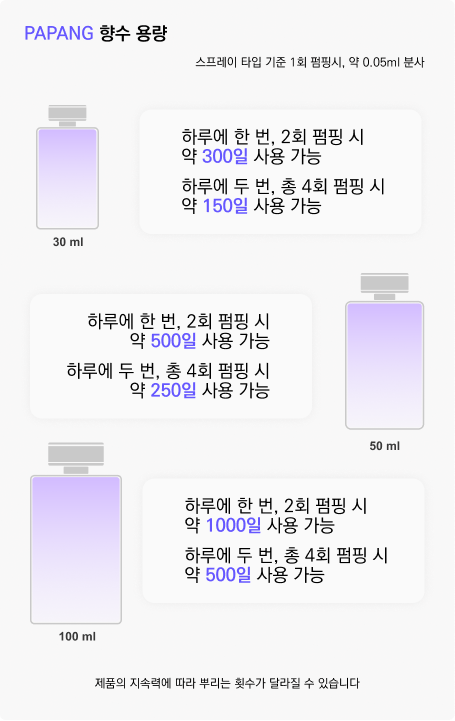 PAPANG 향수 용량
스프레이 타입 기준 1회 펌핑시, 약 0.05ml 분사
하루에 한 번, 2회 펌핑 시
약 300일 사용 가능
하루에 두 번, 총 4회 펌핑 시
약 150일 사용 가능
30 ml
하루에 한 번, 2회 펌핑 시
약 500일 사용 가능
하루에 두 번, 총 4회 펌핑 시
약 250일 사용 가능
50 ml
하루에 한 번, 2회 펌핑 시
약 1000일 사용 가능
하루에 두 번, 총 4회 펌핑 시
약 500일 사용 가능
100 ml
제품의 지속력에 따라 뿌리는 횟수가 달라질 수 있습니다